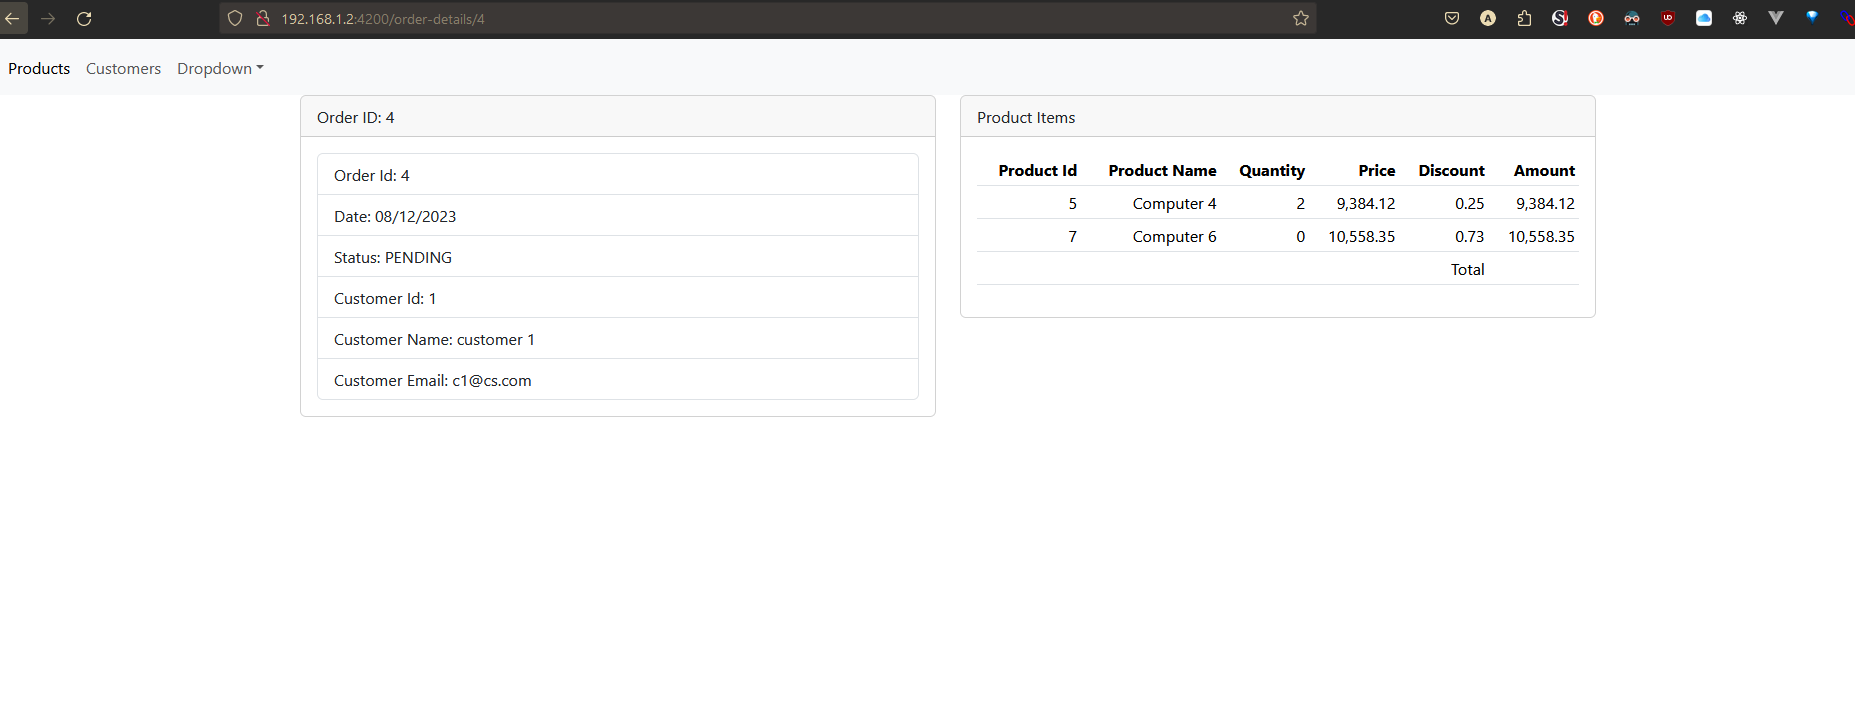 192.168.1.2:4200/order-details/4
Products Customers Dropdown
Order ID: 4
Order Id: 4
Date: 08/12/2023
Status: PENDING
Customer Id: 1
Customer Name: customer 1
Customer Email: c1@cs.com
Product Items
Product Id Product Name Quantity Price Discount Amount
5 Computer 4 2 9,384.12 0.25 9,384.12
7 Computer 6 0 10,558.35 0.73 10,558.35
Total